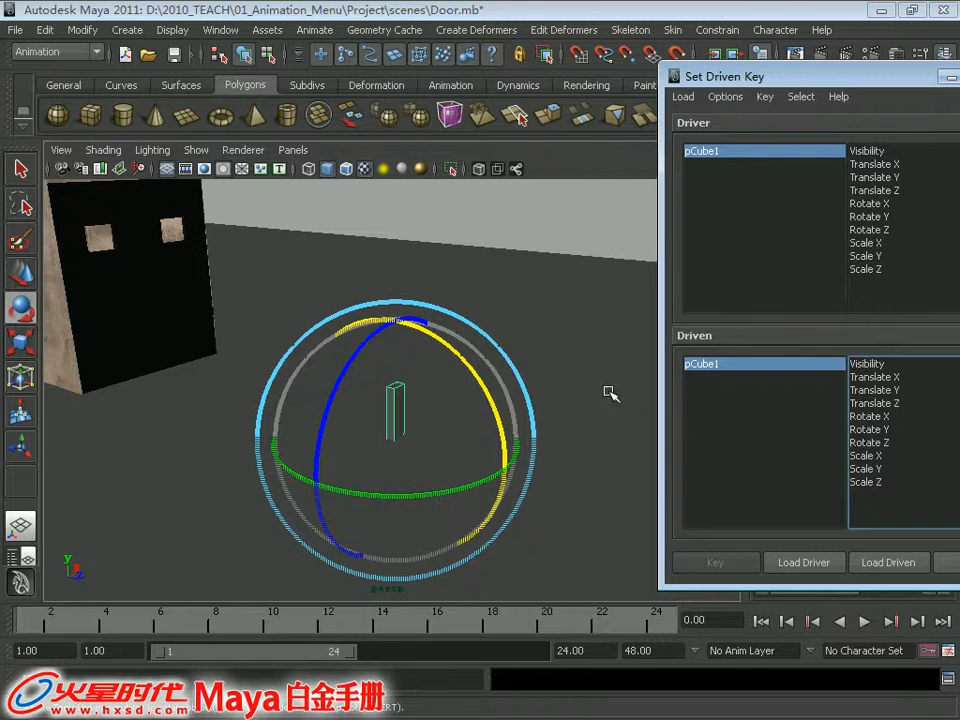 Autodesk Maya 2011: D:\2010_TEACH\01_Animation_Menu\Project\scenes\Door.mb*
File Edit Modify Create Display Window Assets Animate Geometry Cache Create Deformers Edit Deformers Skeleton Skin Constrain Character Help
Animation
General Curves Surfaces Polygons Subdivs Deformation Animation Dynamics Rendering Paint
View Shading Lighting Show Renderer Panels
Set Driven Key
Load Options Key Select Help
Driver
pCube1
Visibility
Translate X
Translate Y
Translate Z
Rotate X
Rotate Y
Rotate Z
Scale X
Scale Y
Scale Z
Driven
pCube1
Visibility
Translate X
Translate Y
Translate Z
Rotate X
Rotate Y
Rotate Z
Scale X
Scale Y
Scale Z
Key Load Driver Load Driven
y
z
persp
2 4 6 8 10 12 14 16 18 20 22 24
0.00
1.00 1.00 1 24 24.00 48.00 No Anim Layer No Character Set
火星时代 Maya 白金手册
www.hxsd.com